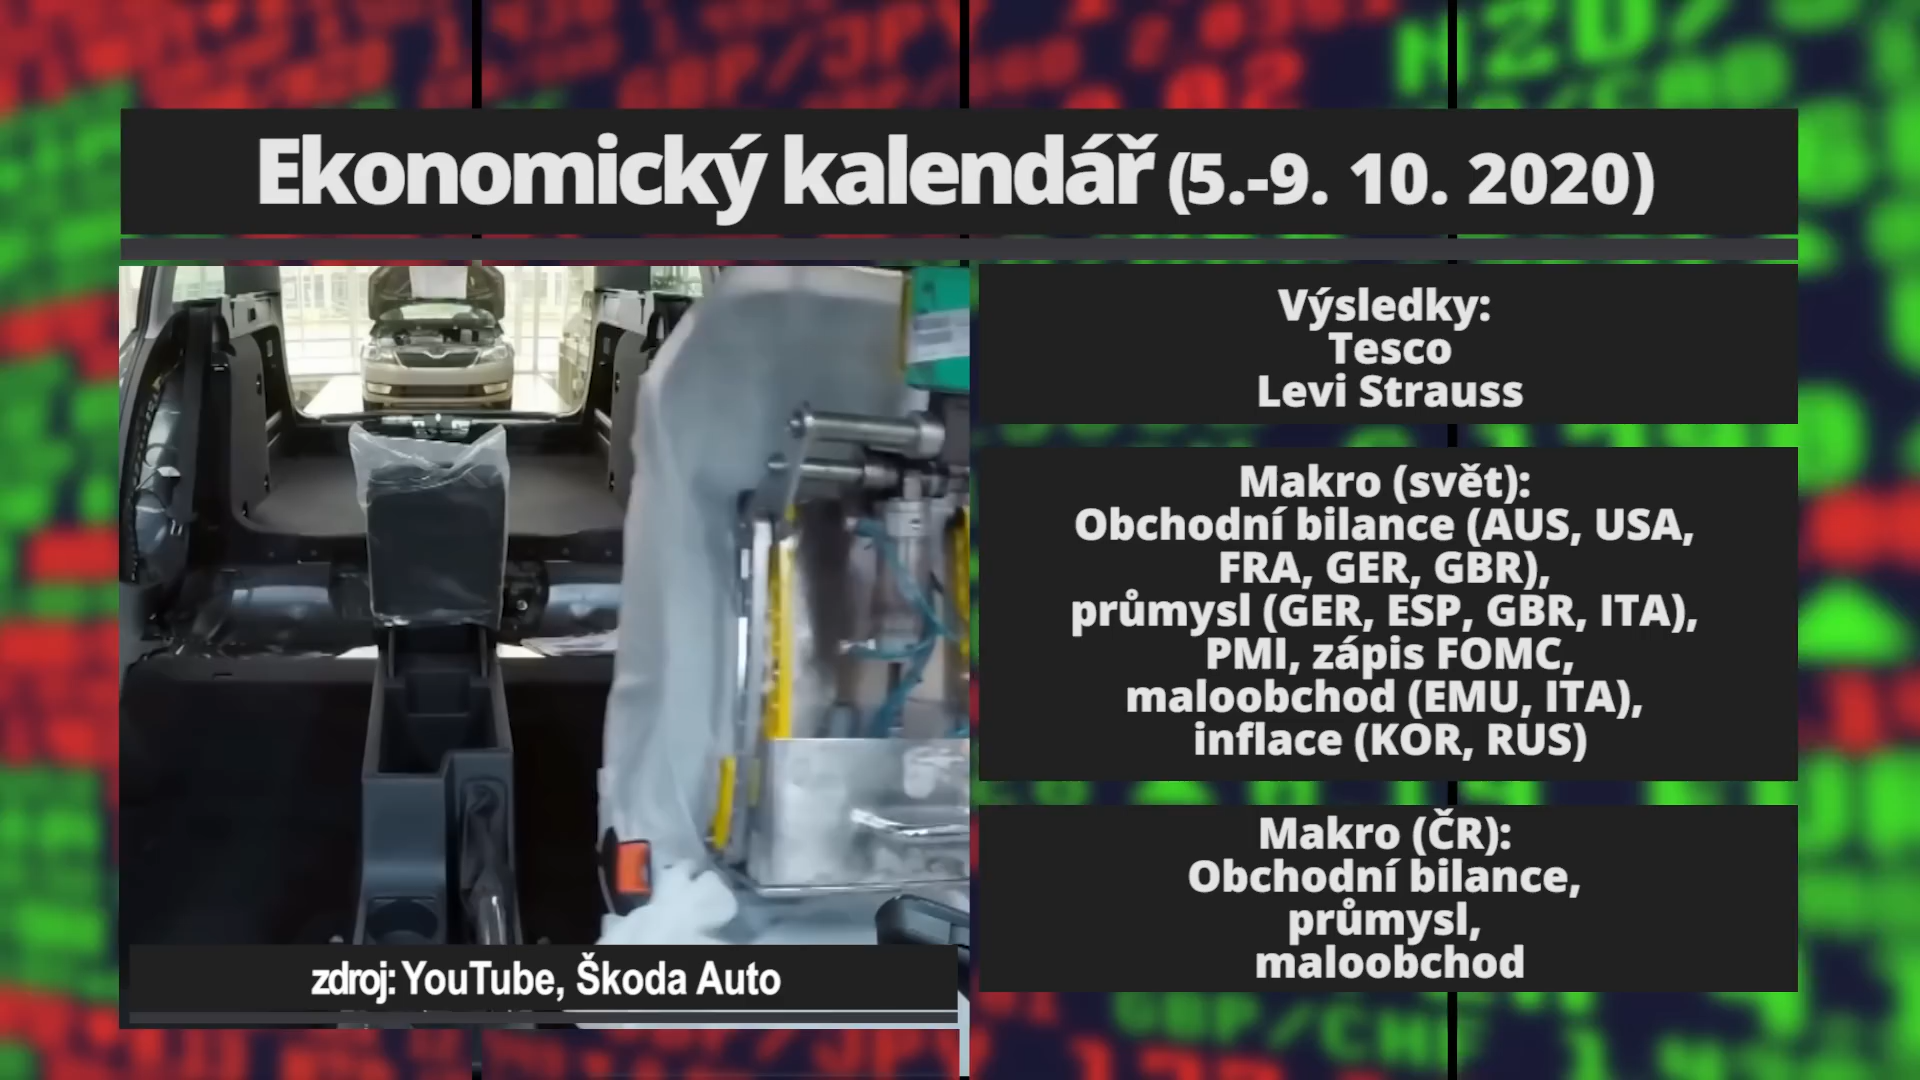 Ekonomický kalendář (5.-9. 10. 2020)
Výsledky:
Tesco
Levi Strauss
Makro (svět):
Obchodní bilance (AUS, USA,
FRA, GER, GBR),
průmysl (GER, ESP, GBR, ITA),
PMI, zápis FOMC,
maloobchod (EMU, ITA),
inflace (KOR, RUS)
Makro (ČR):
Obchodní bilance,
průmysl,
maloobchod
zdroj: YouTube, Škoda Auto